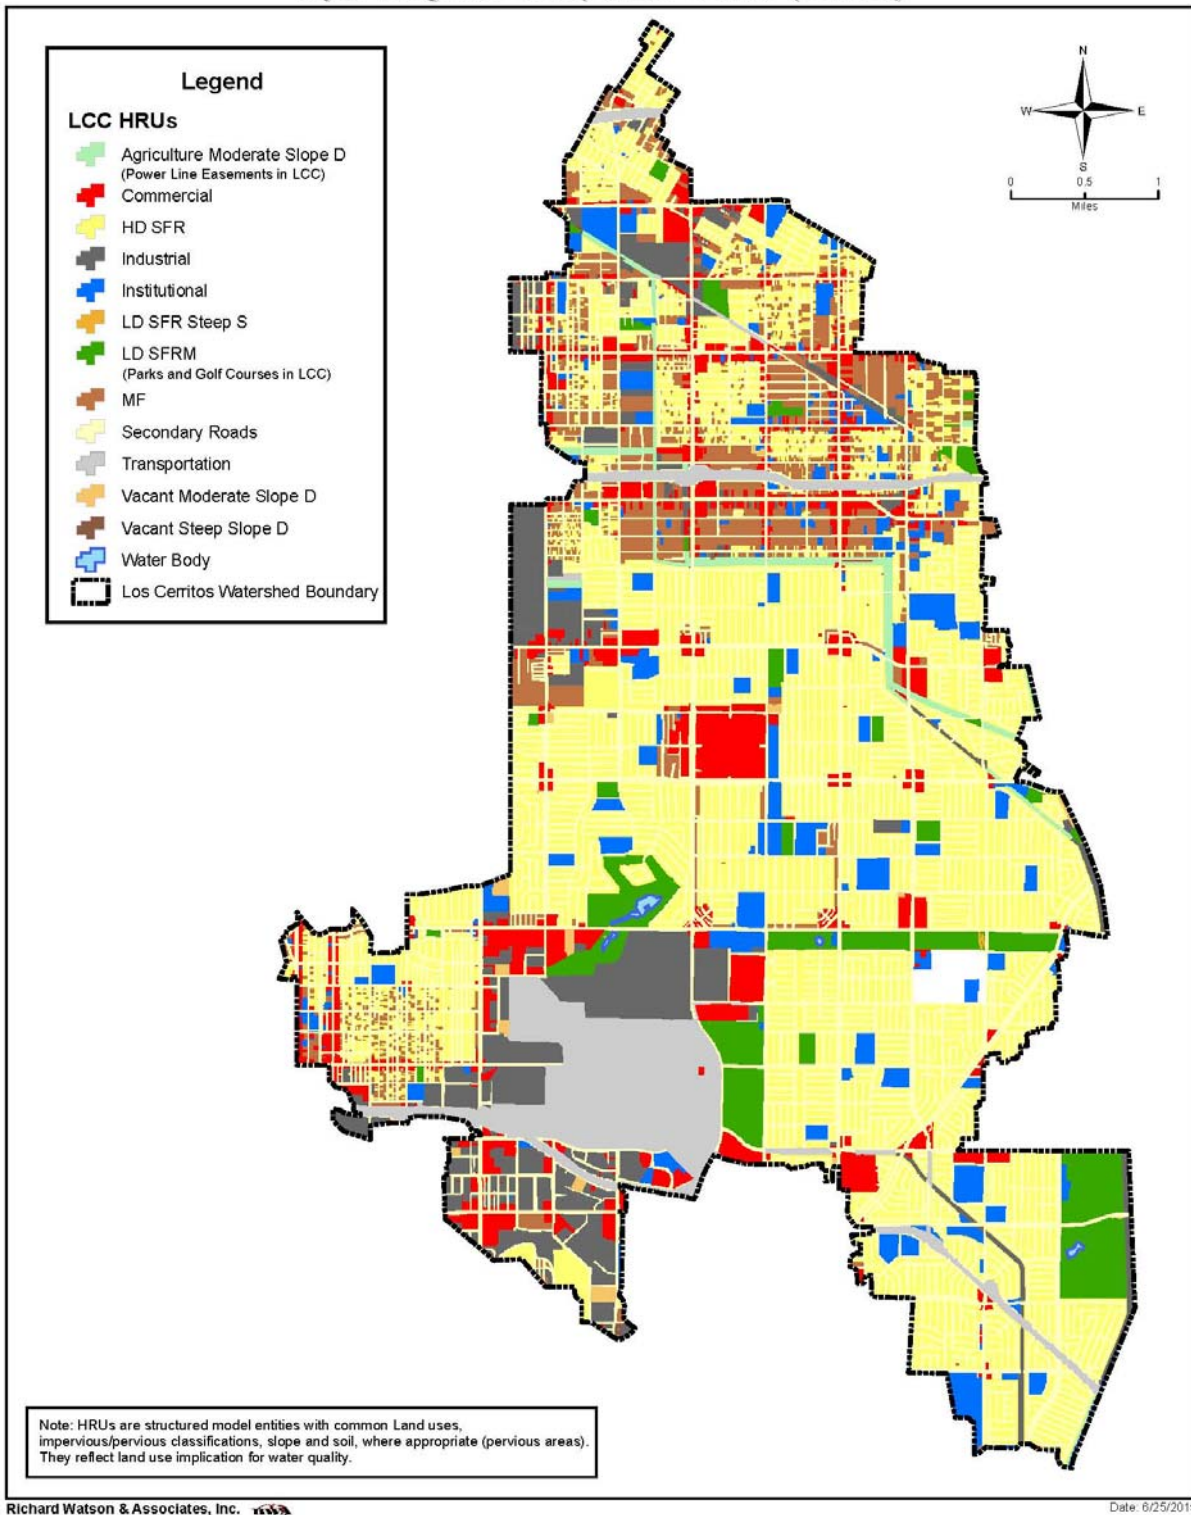 Legend
LCC HRUs
Agriculture Moderate Slope D
(Power Line Easements in LCC)
Commercial
HD SFR
Industrial
Institutional
LD SFR Steep S
LD SFRM
(Parks and Golf Courses in LCC)
MF
Secondary Roads
Transportation
Vacant Moderate Slope D
Vacant Steep Slope D
Water Body
Los Cerritos Watershed Boundary
N
W
E
S
0 0.5 1
Miles
Note: HRUs are structured model entities with common Land uses,
impervious/pervious classifications, slope and soil, where appropriate (pervious areas).
They reflect land use implication for water quality.
Richard Watson & Associates, Inc.
Date: 6/25/201